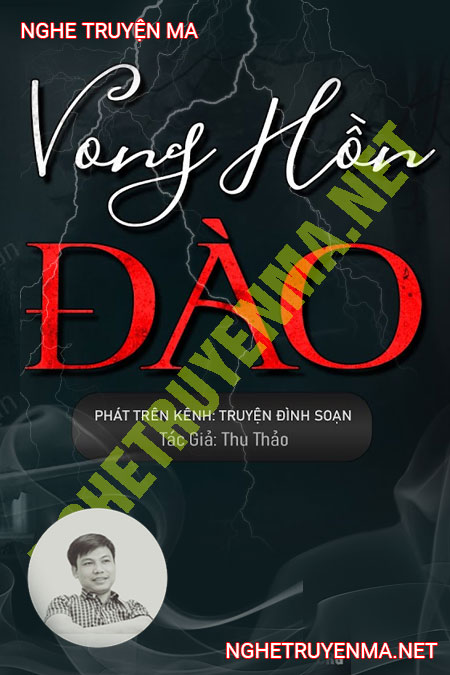 NGHE TRUYỆN MA
Vong Hồn
ĐÀO
PHÁT TRÊN KÊNH: TRUYỆN ĐÌNH SOẠN
Tác Giả: Thu Thảo
NGHETRUYENMA.NET
NGHETRUYENMA.NET